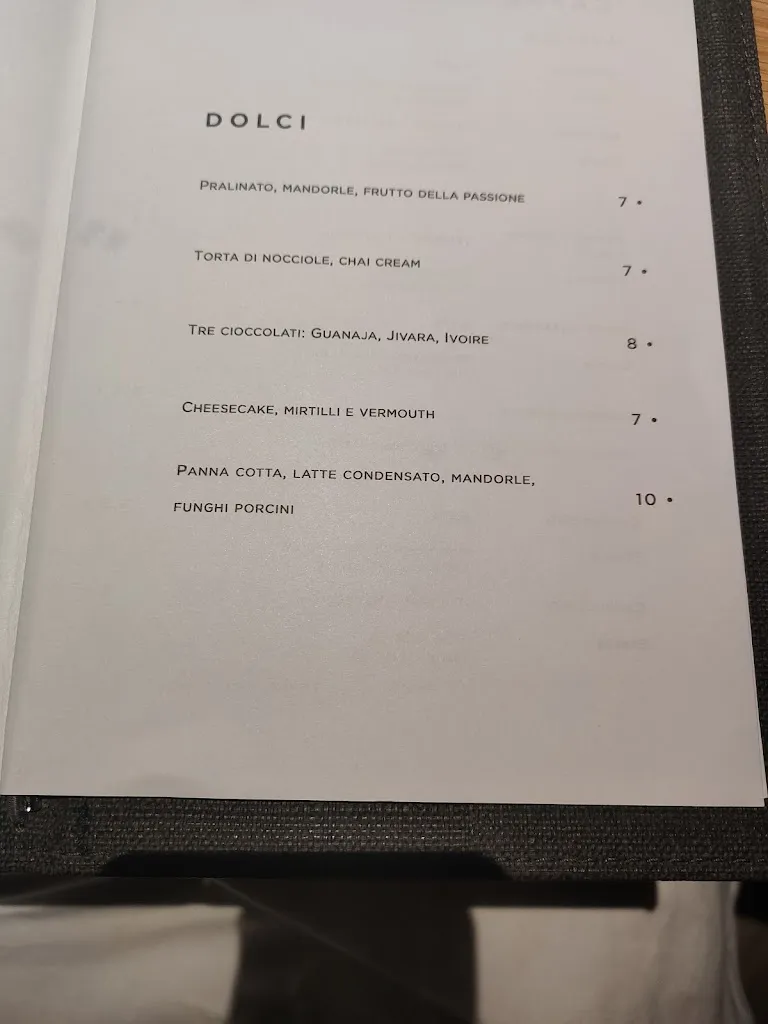 DOLCI
PRALINATO, MANDORLE, FRUTTO DELLA PASSIONE 7 •
TORTA DI NOCCIOLE, CHAI CREAM 7 •
TRE CIOCCOLATI: GUANAJA, JIVARA, IVOIRE 8 •
CHEESECAKE, MIRTILLI E VERMOUTH 7 •
PANNA COTTA, LATTE CONDENSATO, MANDORLE,
FUNGHI PORCINI 10 •